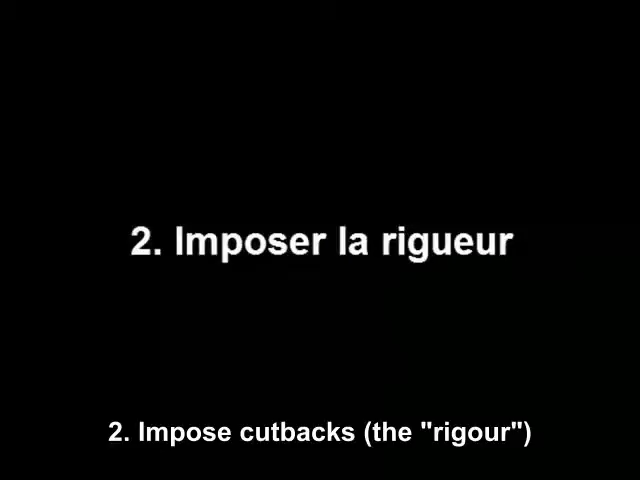 2. Imposer la rigueur
2. Impose cutbacks (the "rigour")